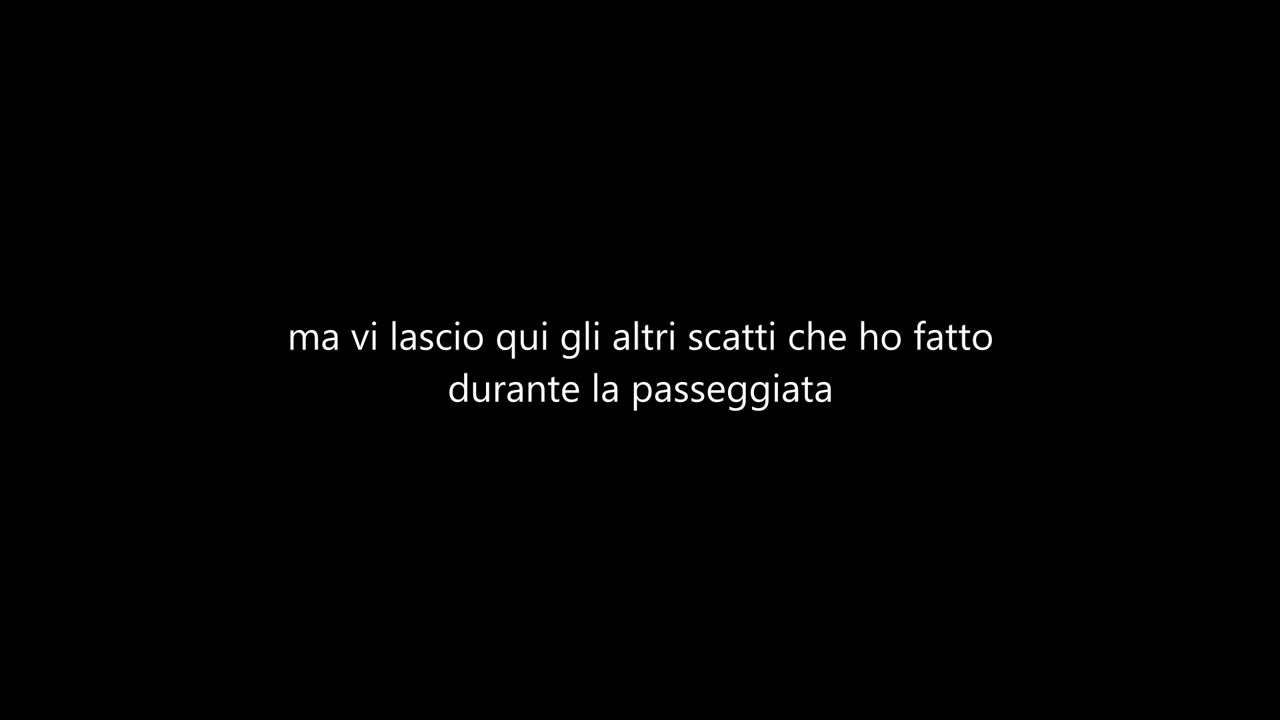 ma vi lascio qui gli altri scatti che ho fatto
durante la passeggiata